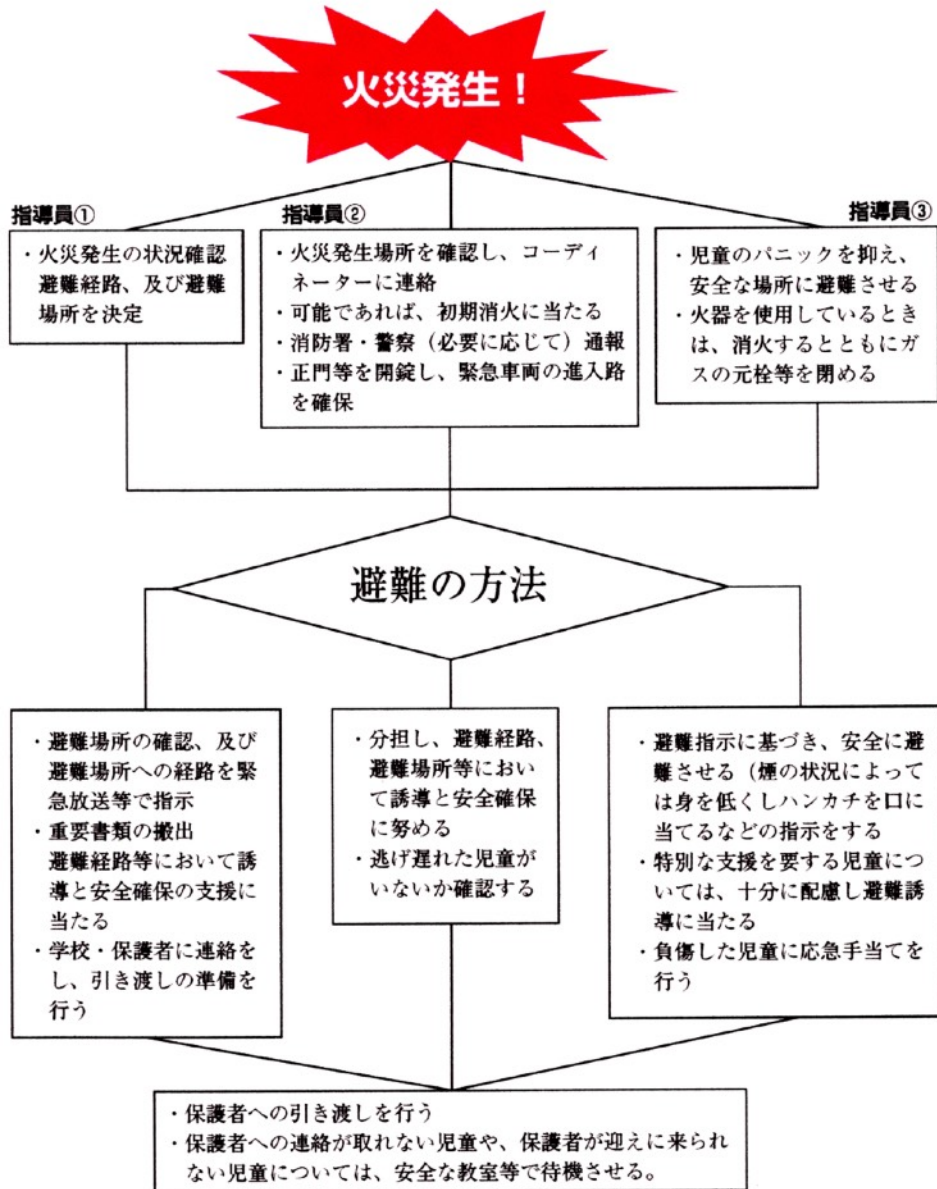 火災発生！
指導員①
・火災発生の状況確認
避難経路、及び避難
場所を決定
指導員②
・火災発生場所を確認し、コーディ
ネーターに連絡
・可能であれば、初期消火に当たる
・消防署・警察（必要に応じて）通報
・正門等を開錠し、緊急車両の進入路
を確保
指導員③
・児童のパニックを抑え、
安全な場所に避難させる
・火器を使用しているとき
は、消火するとともにガ
スの元栓等を閉める
避難の方法
・避難場所の確認、及び
避難場所への経路を緊
急放送等で指示
・重要書類の搬出
避難経路等において誘
導と安全確保の支援に
当たる
・学校・保護者に連絡を
し、引き渡しの準備を
行う
・分担し、避難経路、
避難場所等において
誘導と安全確保
に努める
・逃げ遅れた児童が
いないか確認する
・避難指示に基づき、安全に避
難させる（煙の状況によって
は身を低くしハンカチを口に
当てるなどの指示をする
・特別な支援を要する児童につ
いては、十分に配慮し避難誘
導に当たる
・負傷した児童に応急手当てを
行う
・保護者への引き渡しを行う
・保護者への連絡が取れない児童や、保護者が迎えに来られ
ない児童については、安全な教室等で待機させる。